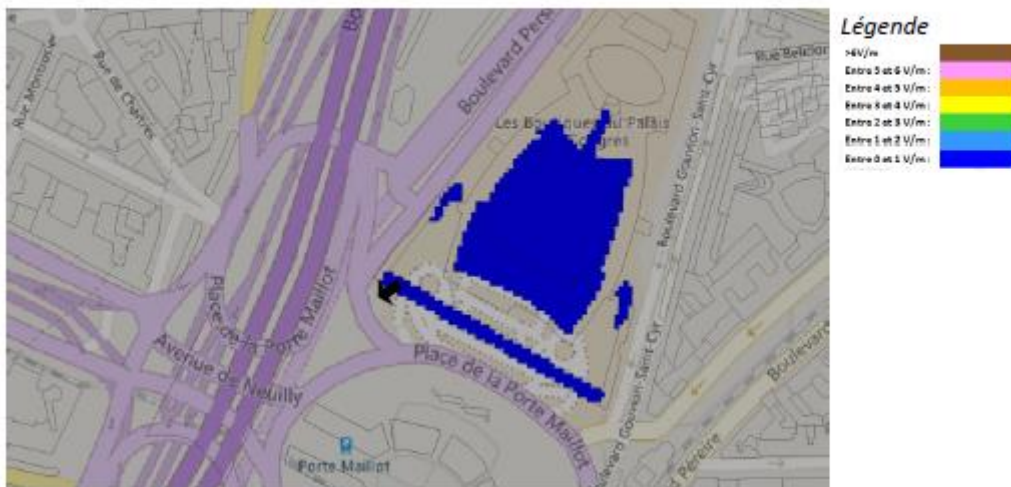 Légende
>6V/m
Entre 5 et 6 V/m :
Entre 4 et 5 V/m :
Entre 3 et 4 V/m :
Entre 2 et 3 V/m :
Entre 1 et 2 V/m :
Entre 0 et 1 V/m :
Rue de Chartres
Boulevard Pers
Rue Belidor
Les Boutiques du Palais
Congrès
Boulevard Gouvion-Saint-Cyr
Place de la Porte Maillot
Avenue de Neuilly
Place de la Porte Maillot
Boulevard Gouvion-Saint-Cyr
Boulevard
Pereire
Porte Maillot